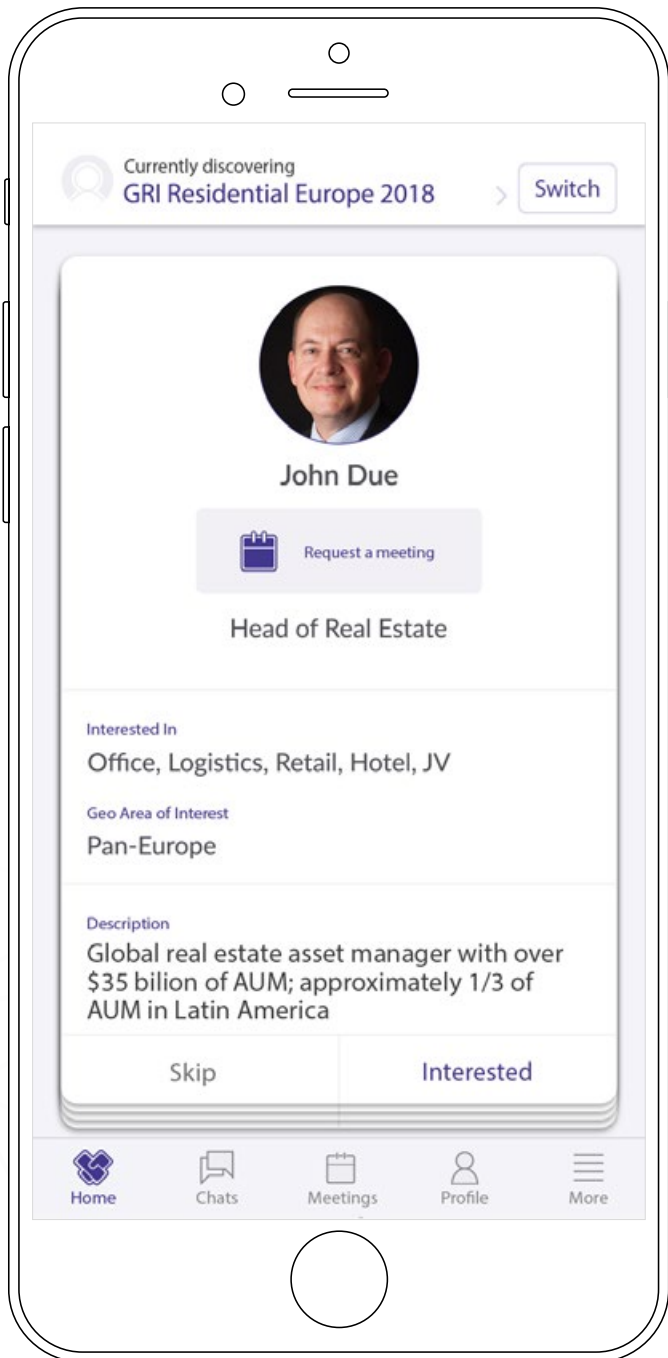 Currently discovering
GRI Residential Europe 2018
Switch
John Due
Request a meeting
Head of Real Estate
Interested In
Office, Logistics, Retail, Hotel, JV
Geo Area of Interest
Pan-Europe
Description
Global real estate asset manager with over
$35 bilion of AUM; approximately 1/3 of
AUM in Latin America
Skip
Interested
Home
Chats
Meetings
Profile
More